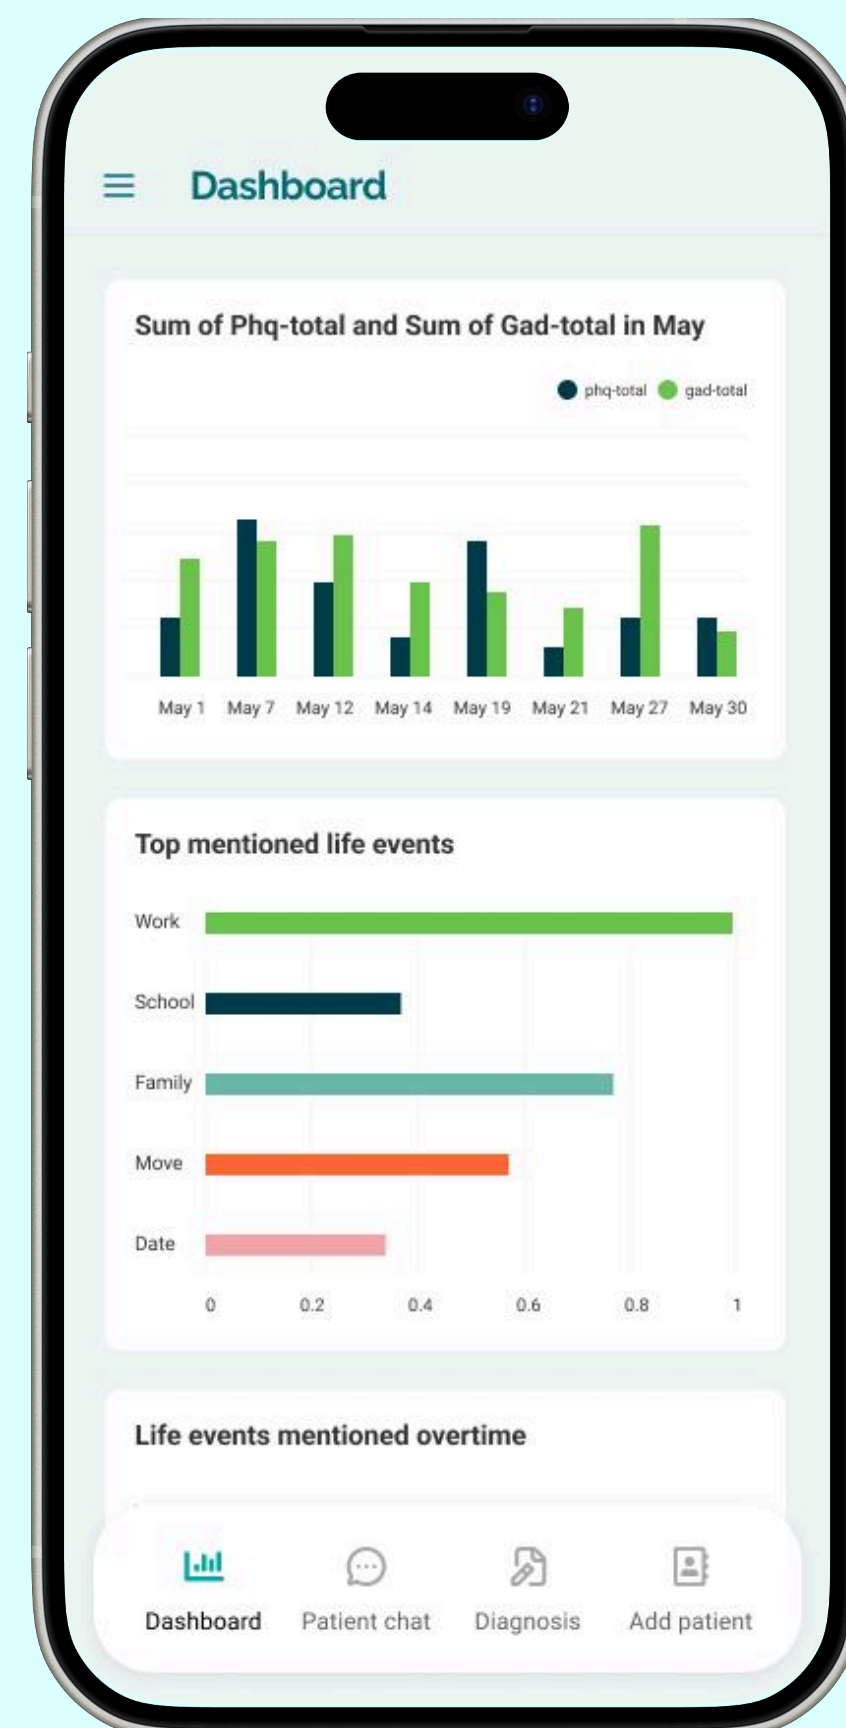 Dashboard
Sum of Phq-total and Sum of Gad-total in May
phq-total gad-total
May 1 May 7 May 12 May 14 May 19 May 21 May 27 May 30
Top mentioned life events
Work
School
Family
Move
Date
0 0.2 0.4 0.6 0.8 1
Life events mentioned overtime
Dashboard Patient chat Diagnosis Add patient